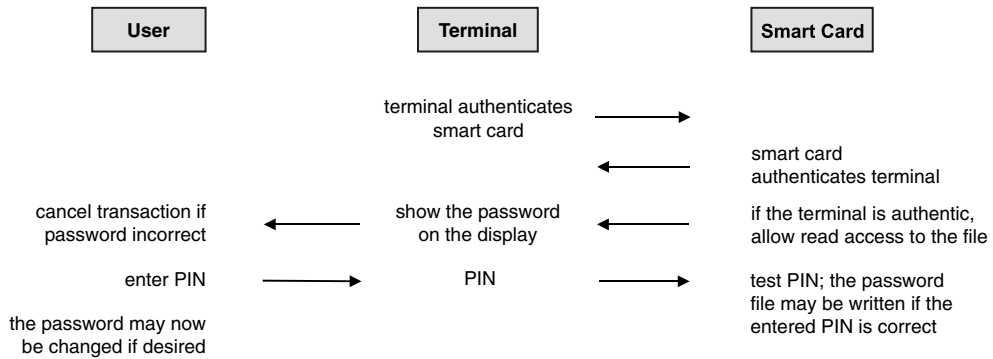 User
Terminal
Smart Card
terminal authenticates
smart card
smart card
authenticates terminal
cancel transaction if
password incorrect
show the password
on the display
if the terminal is authentic,
allow read access to the file
enter PIN
PIN
test PIN; the password
file may be written if the
entered PIN is correct
the password may now
be changed if desired